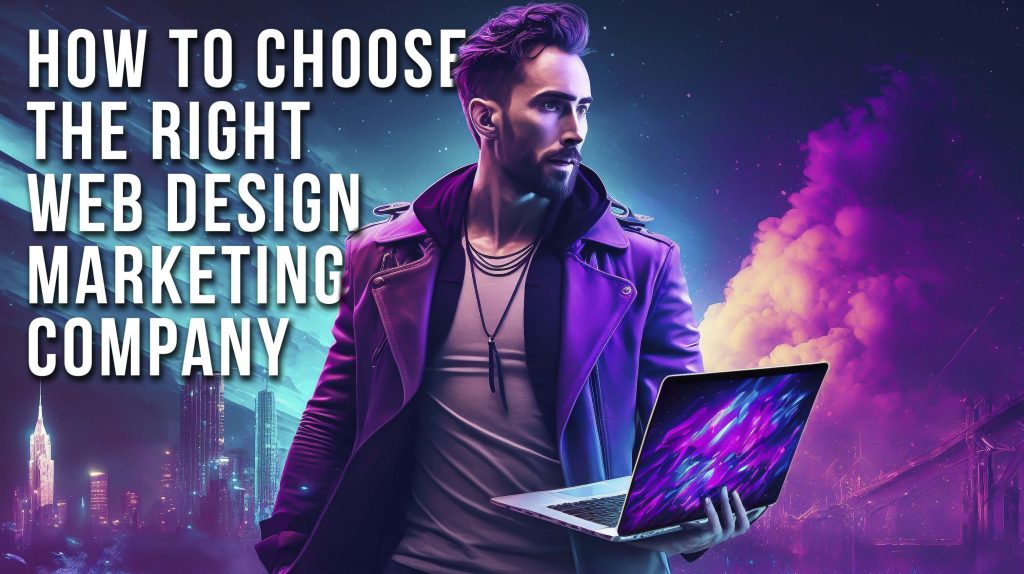 HOW TO CHOOSE
THE RIGHT
WEB DESIGN
MARKETING
COMPANY